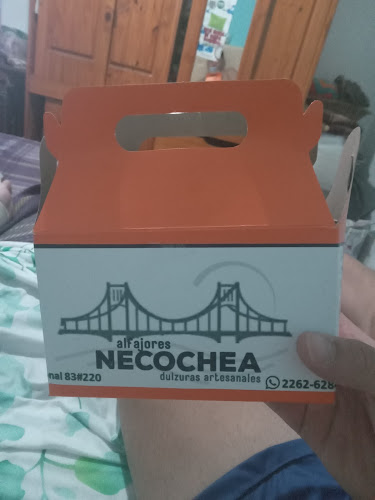 alfajores
NECOCHEA
dulzuras artesanales
nal 83#220
2262-628